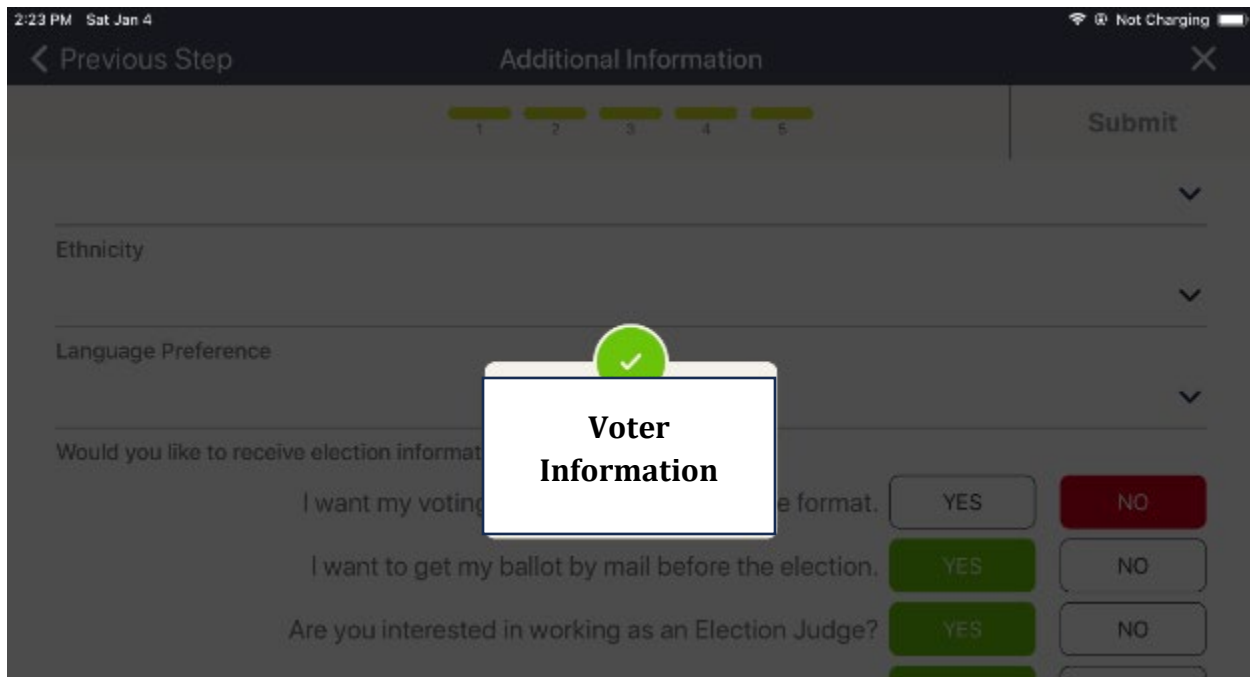 2:23 PM Sat Jan 4
Not Charging
Previous Step
Additional Information
1 2 3 4 5
Submit
Ethnicity
Language Preference
Would you like to receive election informat
Voter
Information
I want my voting
e format.
YES
NO
I want to get my ballot by mail before the election.
YES
NO
Are you interested in working as an Election Judge?
YES
NO